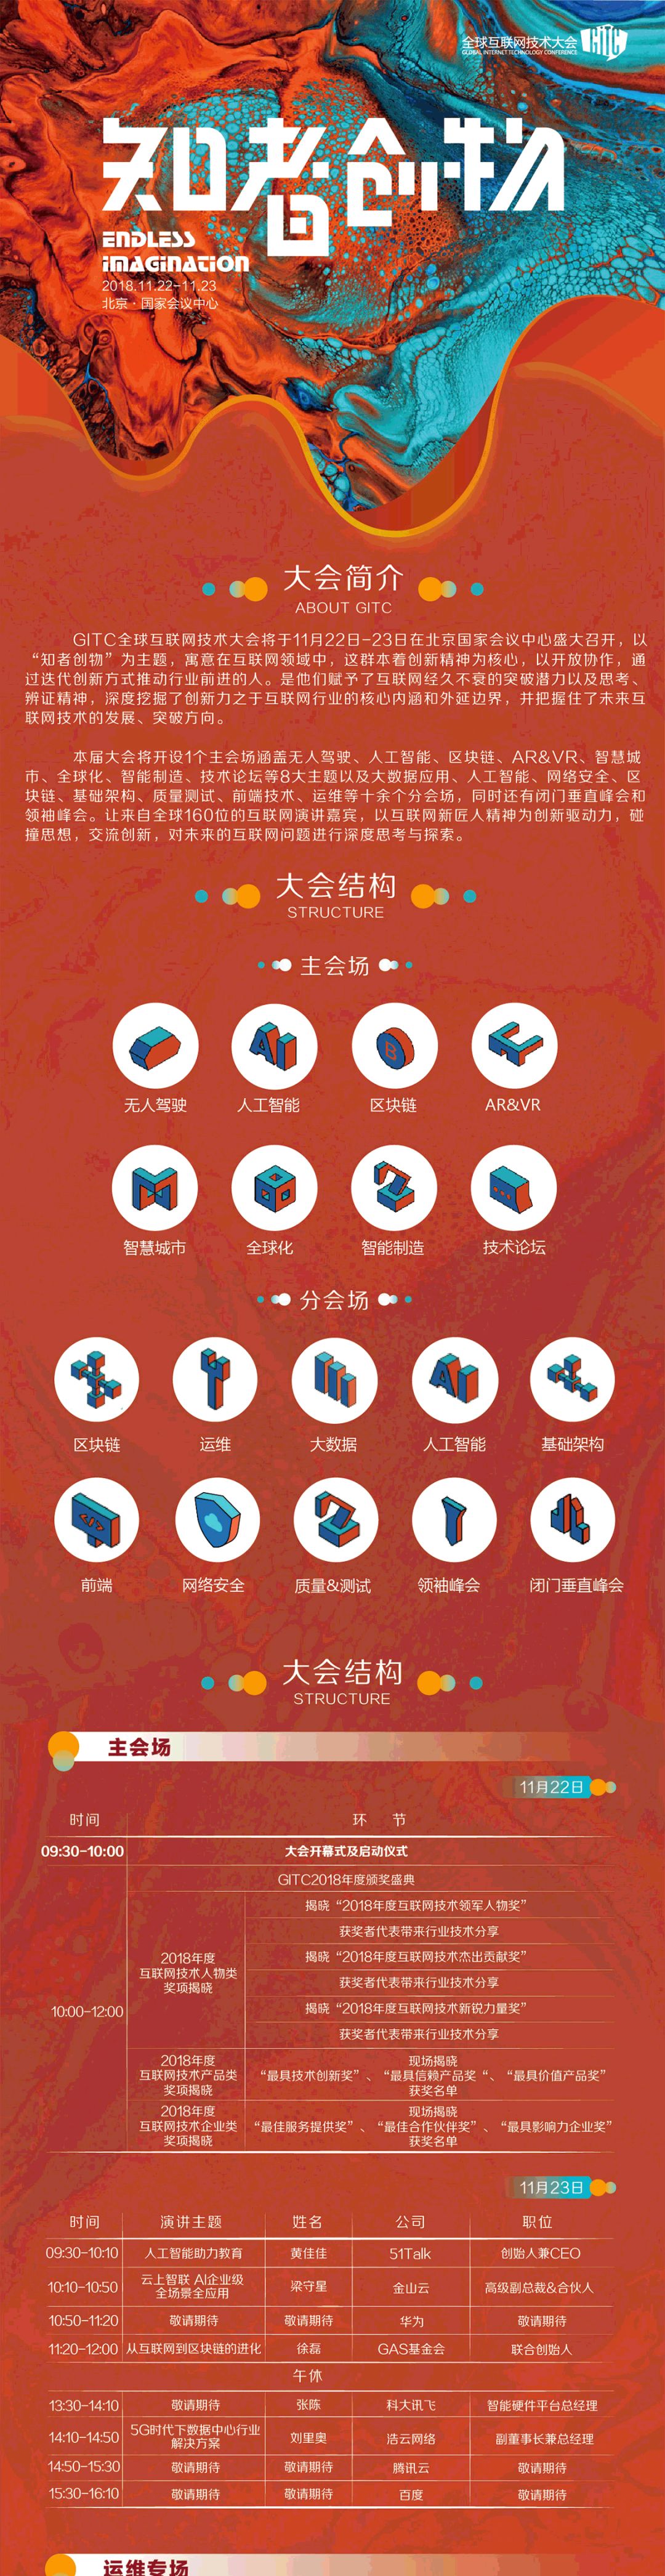 全球互联网技术大会
GLOBAL INTERNET TECHNOLOGY CONFERENCE
GITC
知者创物
ENDLESS
IMAGINATION
2018.11.22-11.23
北京·国家会议中心
大会简介
ABOUT GITC
GITC全球互联网技术大会将于11月22日-23日在北京国家会议中心盛大召开，以
“知者创物”为主题，寓意在互联网领域中，这群本着创新精神为核心，以开放协作，通
过迭代创新方式推动行业前进的人。是他们赋予了互联网经久不衰的突破潜力以及思考、
辨证精神，深度挖掘了创新力之于互联网行业的核心内涵和外延边界，并把握住了未来互
联网技术的发展、突破方向。
本届大会将开设1个主会场涵盖无人驾驶、人工智能、区块链、AR&VR、智慧城
市、全球化、智能制造、技术论坛等8大主题以及大数据应用、人工智能、网络安全、区
块链、基础架构、质量测试、前端技术、运维等十余个分会场，同时还有闭门垂直峰会和
领袖峰会。让来自全球160位的互联网演讲嘉宾，以互联网新匠人精神为创新驱动力，碰
撞思想，交流创新，对未来的互联网问题进行深度思考与探索。
大会结构
STRUCTURE
主会场
无人驾驶 人工智能 区块链 AR&VR
智慧城市 全球化 智能制造 技术论坛
分会场
区块链 运维 大数据 人工智能 基础架构
前端 网络安全 质量&测试 领袖峰会 闭门垂直峰会
大会结构
STRUCTURE
主会场
11月22日
时间 环 节
09:30-10:00 大会开幕式及启动仪式
GITC2018年度颁奖盛典
10:00-12:00
2018年度
互联网技术人物类
奖项揭晓
揭晓“2018年度互联网技术领军人物奖”
获奖者代表带来行业技术分享
揭晓“2018年度互联网技术杰出贡献奖”
获奖者代表带来行业技术分享
揭晓“2018年度互联网技术新锐力量奖”
获奖者代表带来行业技术分享
2018年度
互联网技术产品类
奖项揭晓
现场揭晓
“最具技术创新奖”、“最具信赖产品奖“、“最具价值产品奖”
获奖名单
2018年度
互联网技术企业类
奖项揭晓
现场揭晓
“最佳服务提供奖”、“最佳合作伙伴奖”、“最具影响力企业奖”
获奖名单
11月23日
时间 演讲主题 姓名 公司 职位
09:30-10:10 人工智能助力教育 黄佳佳 51Talk 创始人兼CEO
10:10-10:50 云上智联 AI企业级
全场景全应用 梁守星 金山云 高级副总裁&合伙人
10:50-11:20 敬请期待 敬请期待 华为 敬请期待
11:20-12:00 从互联网到区块链的进化 徐磊 GAS基金会 联合创始人
午休
13:30-14:10 敬请期待 张陈 科大讯飞 智能硬件平台总经理
14:10-14:50 5G时代下数据中心行业
解决方案 刘里奥 浩云网络 副董事长兼总经理
14:50-15:30 敬请期待 敬请期待 腾讯云 敬请期待
15:30-16:10 敬请期待 敬请期待 百度 敬请期待
运维专场